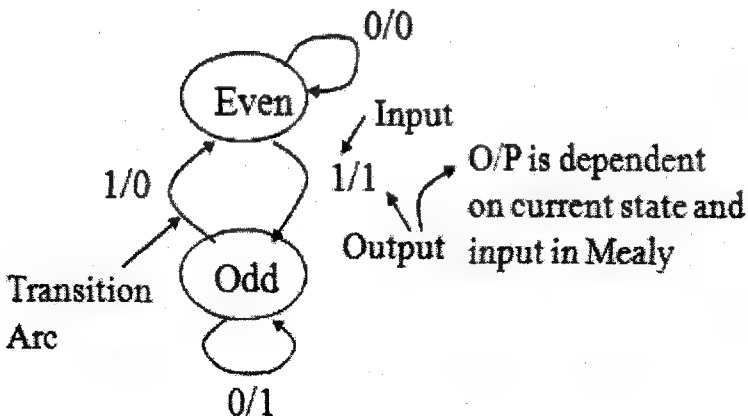 0/0
Even
Input
1/0
1/1
O/P is dependent
on current state and
input in Mealy
Output
Odd
Transition
Arc
0/1